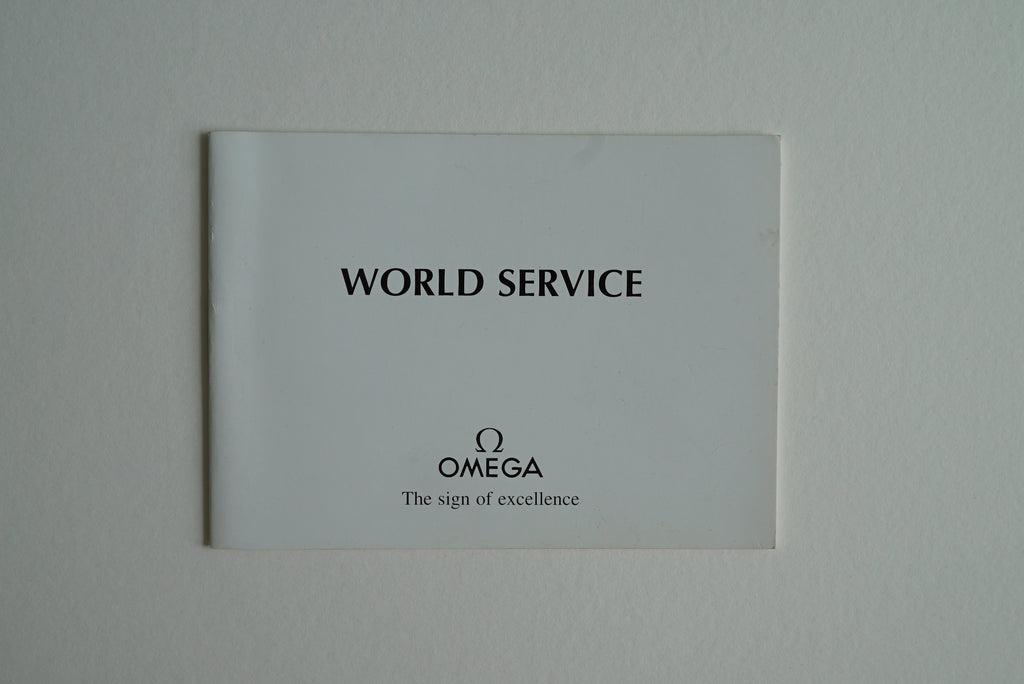 WORLD SERVICE
Ω
OMEGA
The sign of excellence